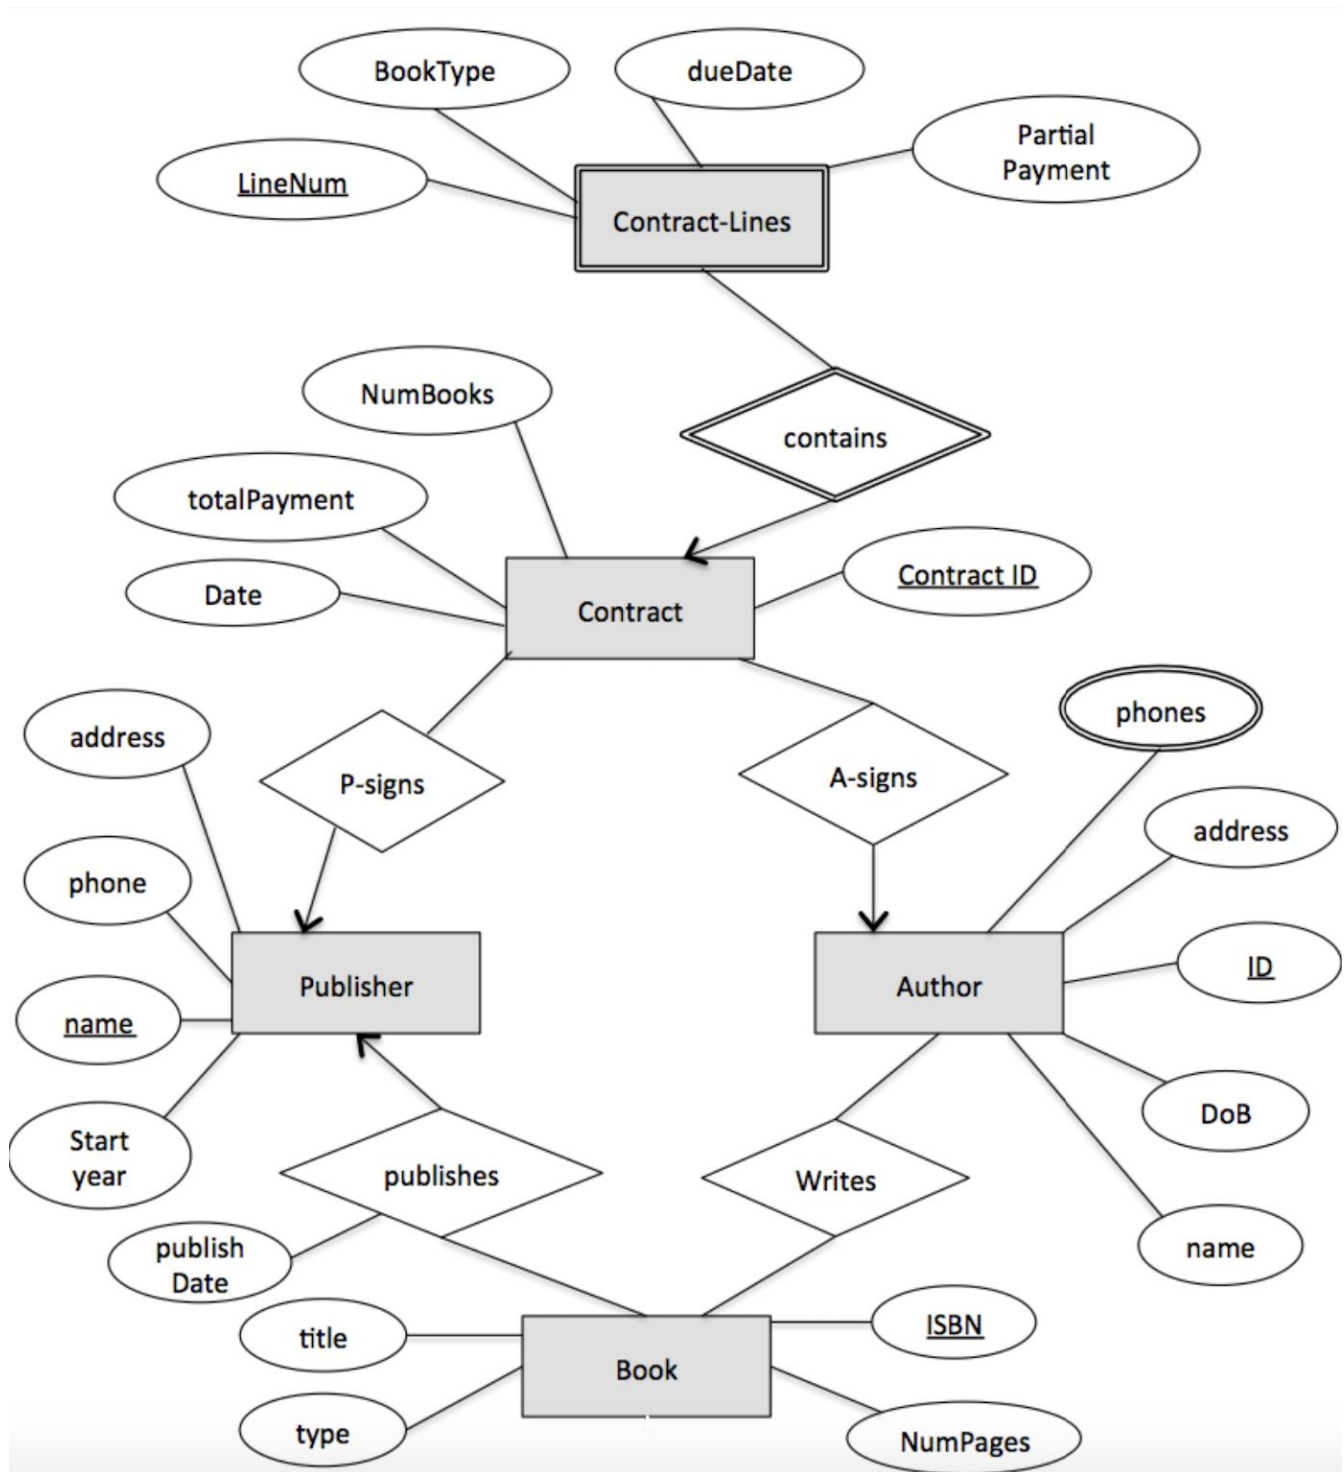 BookType
dueDate
Partial
Payment
LineNum
Contract-Lines
NumBooks
contains
totalPayment
Contract ID
Date
Contract
phones
address
P-signs
A-signs
address
phone
ID
Publisher
Author
name
DoB
Start
year
publishes
Writes
publish
Date
name
title
ISBN
Book
type
NumPages